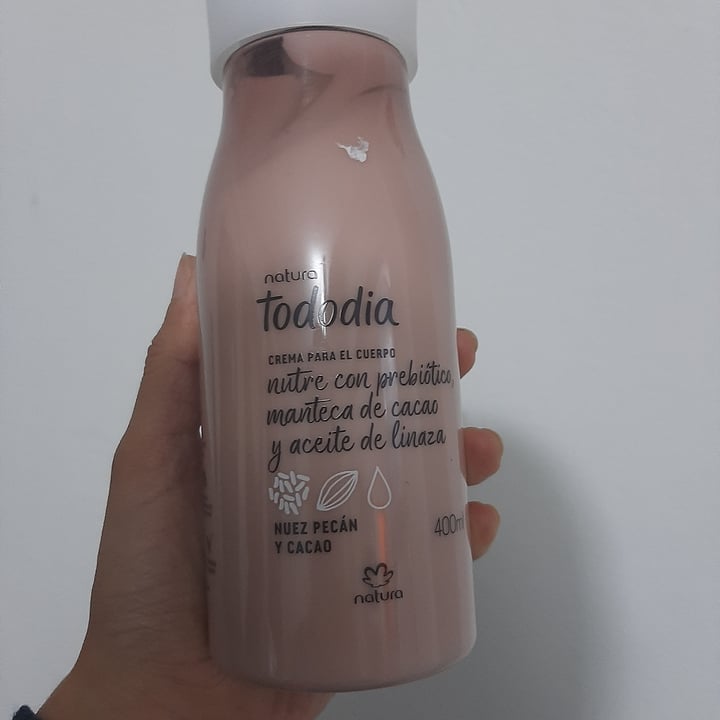 natura
tododia
CREMA PARA EL CUERPO
nutre con prebiótico,
manteca de cacao
y aceite de linaza
NUEZ PECÁN
Y CACAO
400ml
natura